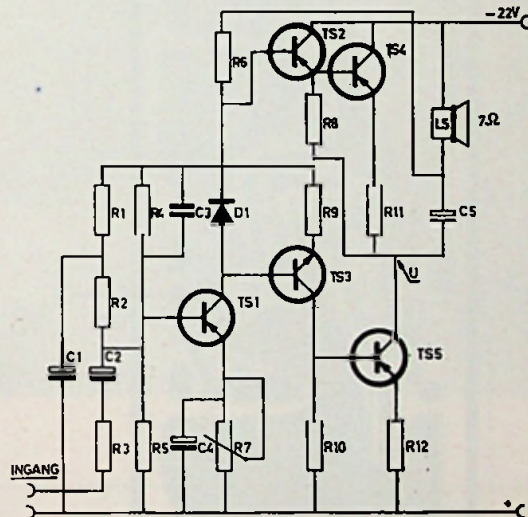 -22V
TS2
TS4
R6
R8
LS
7Ω
R1
R4
C3
D1
R9
R11
C5
U
R2
TS1
TS3
TS5
C1
C2
R3
R5
C4
R7
R10
R12
INGANG
+